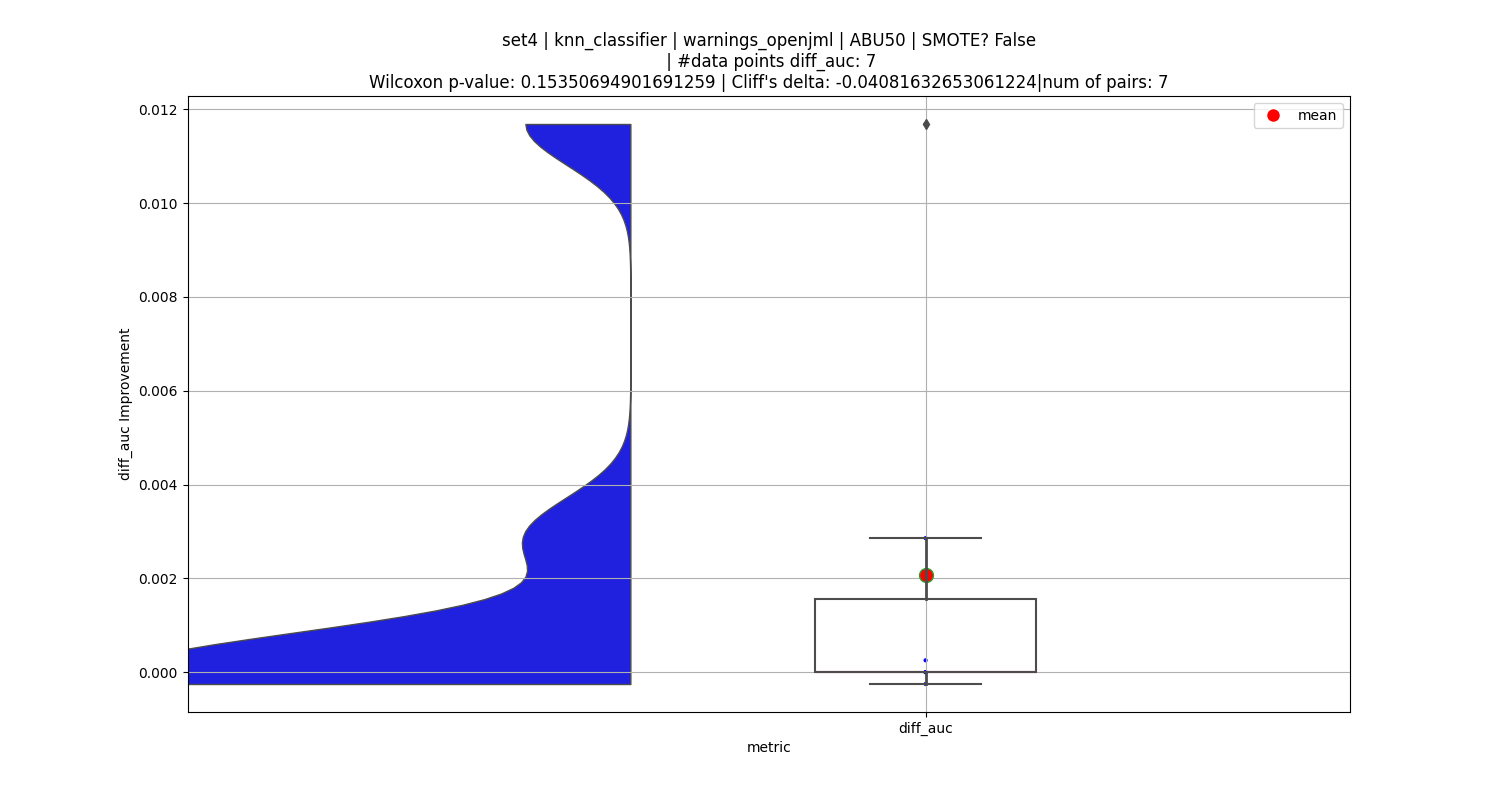 set4 | knn_classifier | warnings_openjml | ABU50 | SMOTE? False
| #data points diff_auc: 7
Wilcoxon p-value: 0.15350694901691259 | Cliff's delta: -0.04081632653061224|num of pairs: 7
mean
0.012
0.010
0.008
0.006
0.004
0.002
0.000
diff_auc Improvement
diff_auc
metric